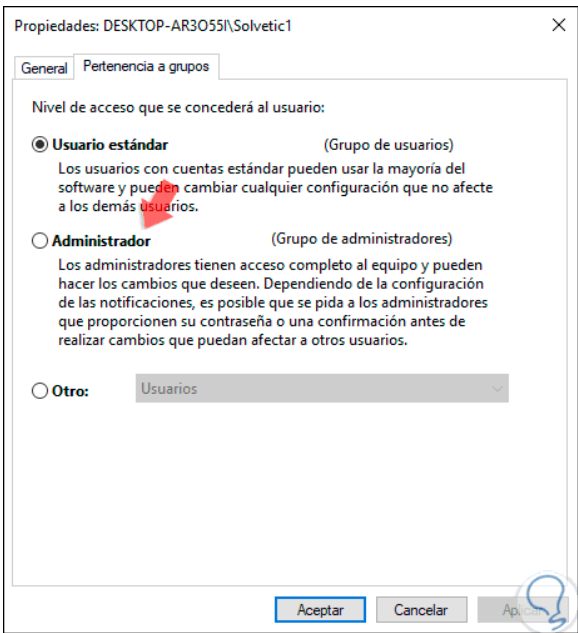 Propiedades: DESKTOP-AR3O55I\Solvetic1
General
Pertenencia a grupos
Nivel de acceso que se concederá al usuario:
Usuario estándar (Grupo de usuarios)
Los usuarios con cuentas estándar pueden usar la mayoría del
software y pueden cambiar cualquier configuración que no afecte
a los demás usuarios.
Administrador (Grupo de administradores)
Los administradores tienen acceso completo al equipo y pueden
hacer los cambios que deseen. Dependiendo de la configuración
de las notificaciones, es posible que se pida a los administradores
que proporcionen su contraseña o una confirmación antes de
realizar cambios que puedan afectar a otros usuarios.
Otro: Usuarios
Aceptar Cancelar Aplicar